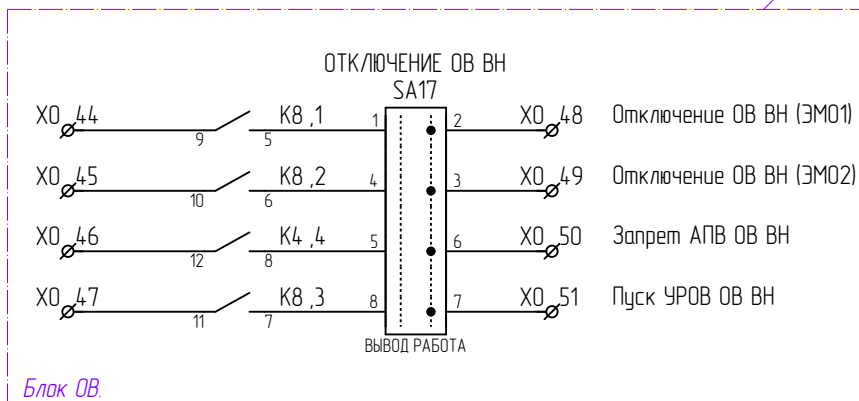 ОТКЛЮЧЕНИЕ ОВ ВН
SA17
X0 44 9 5 K8 ,1 1 2 X0 48 Отключение ОВ ВН (ЭМО1)
X0 45 10 6 K8 ,2 4 3 X0 49 Отключение ОВ ВН (ЭМО2)
X0 46 12 8 K4 ,4 5 6 X0 50 Запрет АПВ ОВ ВН
X0 47 11 7 K8 ,3 8 7 X0 51 Пуск УРОВ ОВ ВН
ВЫВОД РАБОТА
Блок ОВ.